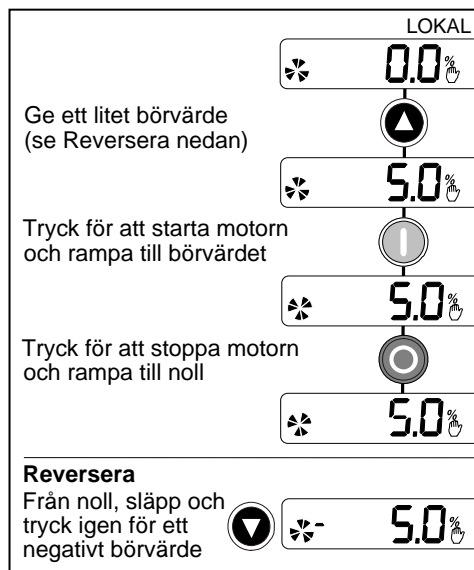 LOKAL
0.0%
Ge ett litet börvärde
(se Reversera nedan)
5.0%
Tryck för att starta motorn
och rampa till börvärdet
5.0%
Tryck för att stoppa motorn
och rampa till noll
5.0%
Reversera
Från noll, släpp och
tryck igen för ett
negativt börvärde
- 5.0%